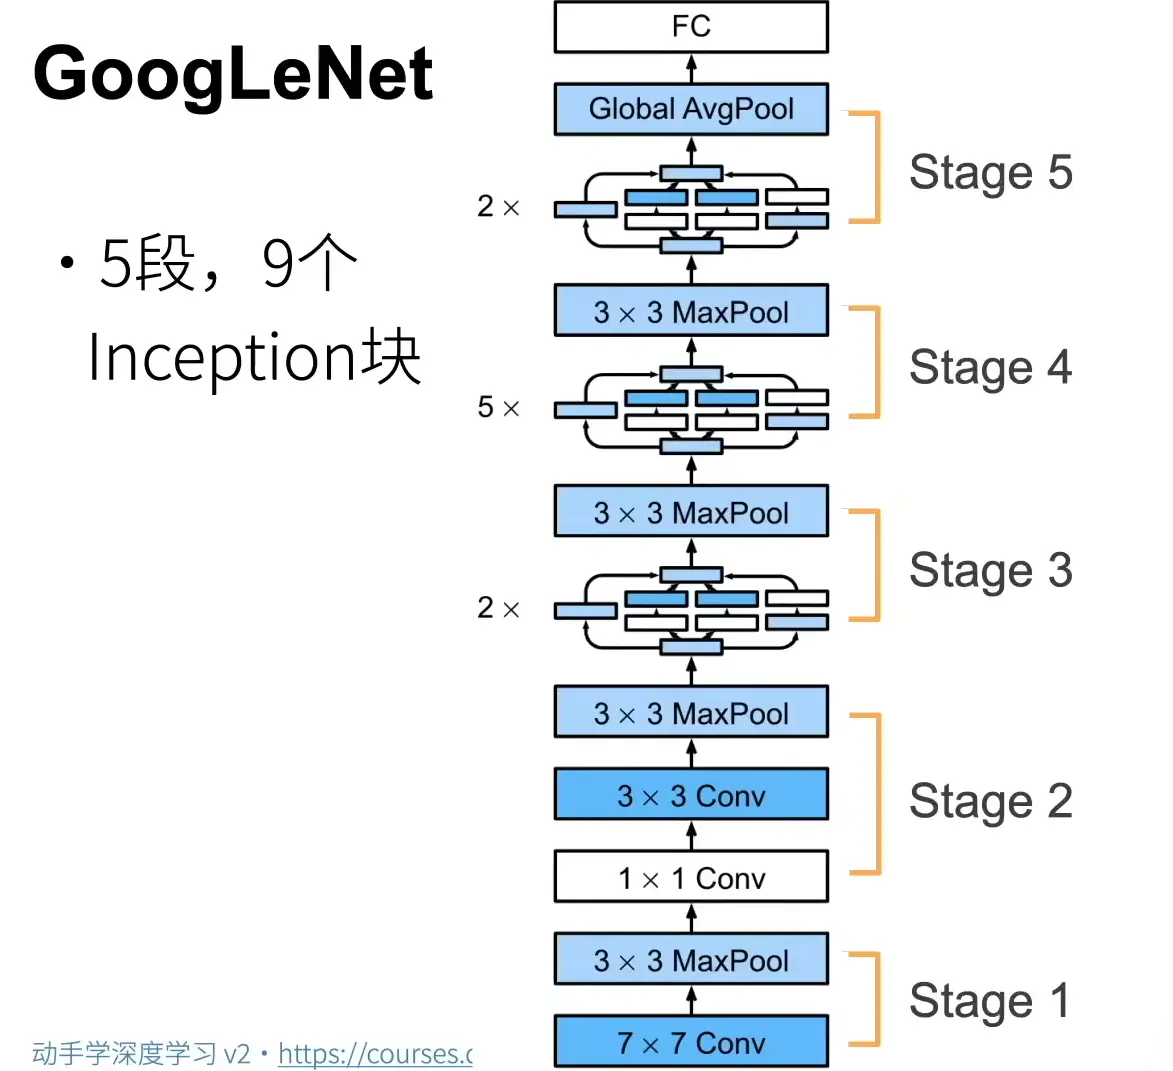 GoogLeNet
• 5段，9个
Inception块
FC
Global AvgPool
2 ×
Stage 5
3 × 3 MaxPool
5 ×
Stage 4
3 × 3 MaxPool
2 ×
Stage 3
3 × 3 MaxPool
3 × 3 Conv
1 × 1 Conv
Stage 2
3 × 3 MaxPool
7 × 7 Conv
Stage 1
动手学深度学习 v2 • https://courses.